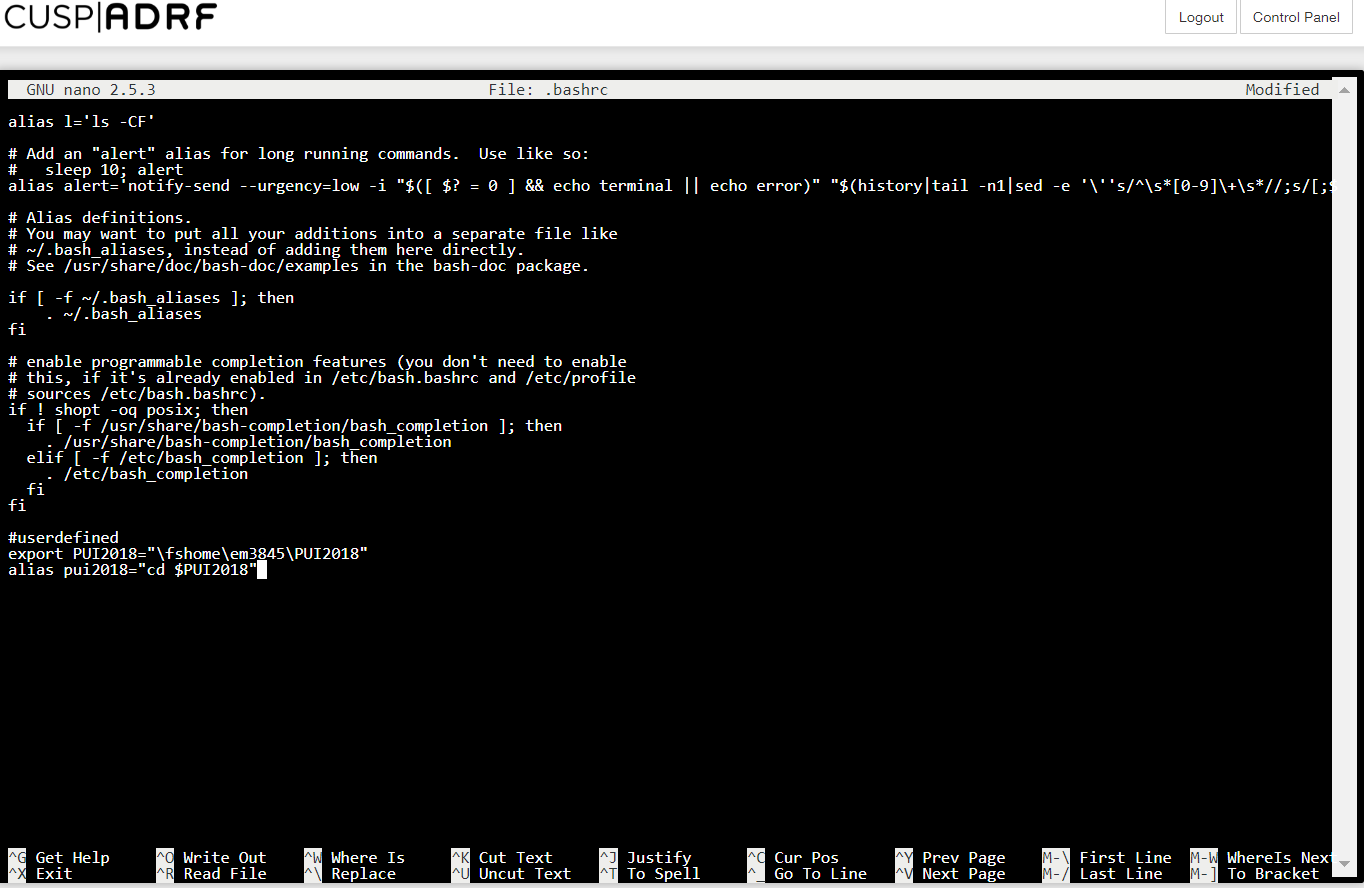 CUSP|ADRF
Logout Control Panel
GNU nano 2.5.3 File: .bashrc Modified
alias l='ls -CF'
# Add an "alert" alias for long running commands.  Use like so:
#   sleep 10; alert
alias alert='notify-send --urgency=low -i "$([ $? = 0 ] && echo terminal || echo error)" "$(history|tail -n1|sed -e '\''s/^\s*[0-9]\+\s*//;s/[;$
# Alias definitions.
# You may want to put all your additions into a separate file like
# ~/.bash_aliases, instead of adding them here directly.
# See /usr/share/doc/bash-doc/examples in the bash-doc package.
if [ -f ~/.bash_aliases ]; then
    . ~/.bash_aliases
fi
# enable programmable completion features (you don't need to enable
# this, if it's already enabled in /etc/bash.bashrc and /etc/profile
# sources /etc/bash.bashrc).
if ! shopt -oq posix; then
  if [ -f /usr/share/bash-completion/bash_completion ]; then
    . /usr/share/bash-completion/bash_completion
  elif [ -f /etc/bash_completion ]; then
    . /etc/bash_completion
  fi
fi
#userdefined
export PUI2018="\fshome\em3845\PUI2018"
alias pui2018="cd $PUI2018"
^G Get Help ^O Write Out ^W Where Is ^K Cut Text ^J Justify ^C Cur Pos ^Y Prev Page M-\ First Line M-W WhereIs Next
^X Exit ^R Read File ^\ Replace ^U Uncut Text ^T To Spell ^_ Go To Line ^V Next Page M-/ Last Line M-] To Bracket